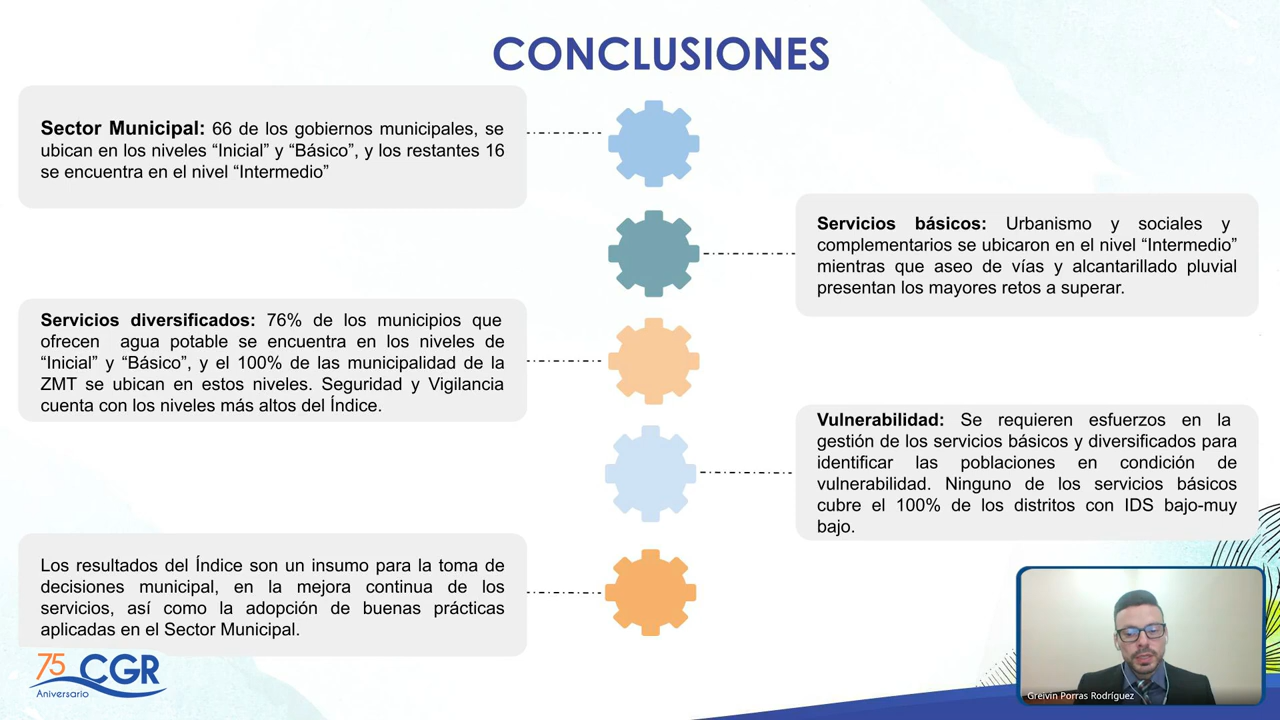 CONCLUSIONES
Sector Municipal: 66 de los gobiernos municipales, se
ubican en los niveles “Inicial” y “Básico”, y los restantes 16
se encuentra en el nivel “Intermedio”
Servicios básicos: Urbanismo y sociales y
complementarios se ubicaron en el nivel “Intermedio”
mientras que aseo de vías y alcantarillado pluvial
presentan los mayores retos a superar.
Servicios diversificados: 76% de los municipios que
ofrecen agua potable se encuentra en los niveles de
“Inicial” y “Básico”, y el 100% de las municipalidad de la
ZMT se ubican en estos niveles. Seguridad y Vigilancia
cuenta con los niveles más altos del Índice.
Vulnerabilidad: Se requieren esfuerzos en la
gestión de los servicios básicos y diversificados para
identificar las poblaciones en condición de
vulnerabilidad. Ninguno de los servicios básicos
cubre el 100% de los distritos con IDS bajo-muy
bajo.
Los resultados del Índice son un insumo para la toma de
decisiones municipal, en la mejora continua de los
servicios, así como la adopción de buenas prácticas
aplicadas en el Sector Municipal.
75 CGR
Aniversario
Greivin Porras Rodríguez